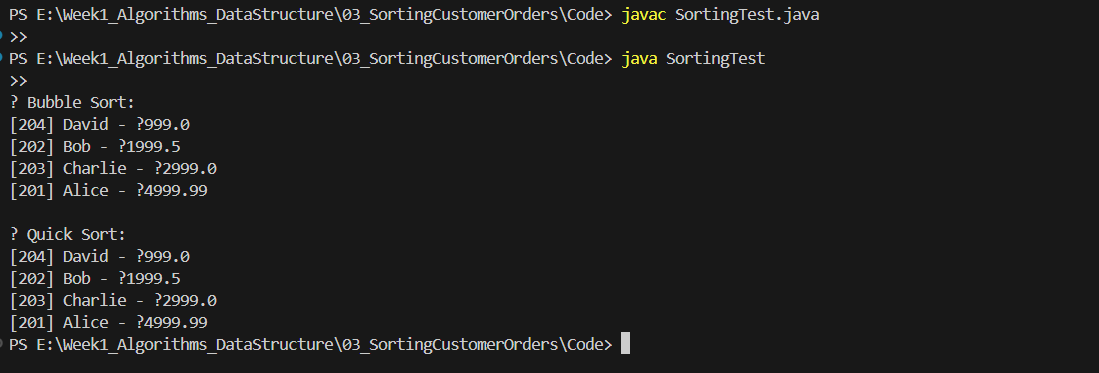 PS E:\Week1_Algorithms_DataStructure\03_SortingCustomerOrders\Code> javac SortingTest.java
>>
PS E:\Week1_Algorithms_DataStructure\03_SortingCustomerOrders\Code> java SortingTest
>>
? Bubble Sort:
[204] David - ?999.0
[202] Bob - ?1999.5
[203] Charlie - ?2999.0
[201] Alice - ?4999.99
? Quick Sort:
[204] David - ?999.0
[202] Bob - ?1999.5
[203] Charlie - ?2999.0
[201] Alice - ?4999.99
PS E:\Week1_Algorithms_DataStructure\03_SortingCustomerOrders\Code>